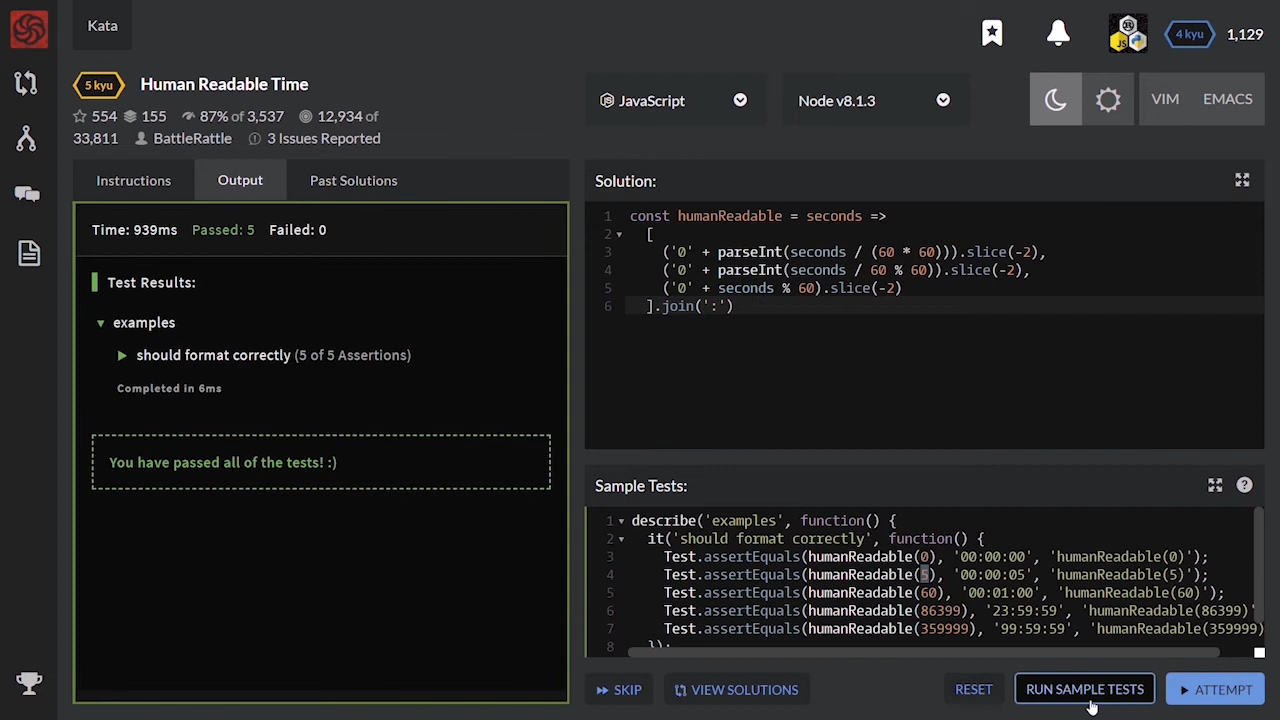 Kata
4 kyu 1,129
5 kyu Human Readable Time
554 155 87% of 3,537 12,934 of
33,811 BattleRattle 3 Issues Reported
JavaScript
Node v8.1.3
VIM EMACS
Instructions Output Past Solutions
Time: 939ms Passed: 5 Failed: 0
Test Results:
examples
should format correctly (5 of 5 Assertions)
Completed in 6ms
You have passed all of the tests! :)
Solution:
1 const humanReadable = seconds =>
2 [
3 ('0' + parseInt(seconds / (60 * 60))).slice(-2),
4 ('0' + parseInt(seconds / 60 % 60)).slice(-2),
5 ('0' + seconds % 60).slice(-2)
6 ].join(':')
Sample Tests:
1 describe('examples', function() {
2 it('should format correctly', function() {
3 Test.assertEquals(humanReadable(0), '00:00:00', 'humanReadable(0)');
4 Test.assertEquals(humanReadable(5), '00:00:05', 'humanReadable(5)');
5 Test.assertEquals(humanReadable(60), '00:01:00', 'humanReadable(60)');
6 Test.assertEquals(humanReadable(86399), '23:59:59', 'humanReadable(86399)'
7 Test.assertEquals(humanReadable(359999), '99:59:59', 'humanReadable(359999)
8 });
SKIP VIEW SOLUTIONS RESET RUN SAMPLE TESTS ATTEMPT